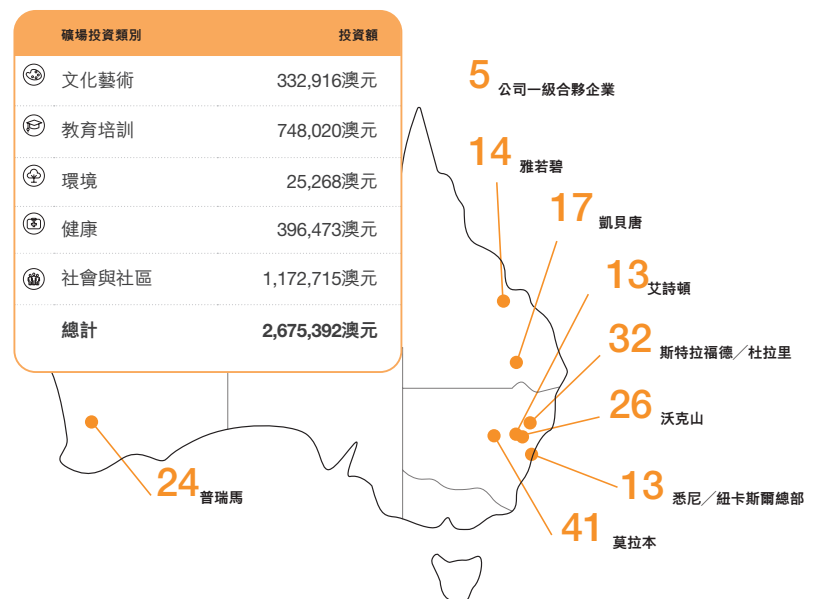 礦場投資類別 投資額
文化藝術 332,916澳元
教育培訓 748,020澳元
環境 25,268澳元
健康 396,473澳元
社會與社區 1,172,715澳元
總計 2,675,392澳元
5 公司一級合夥企業
14 雅若碧
17 凱貝唐
13 艾詩頓
32 斯特拉福德／杜拉里
26 沃克山
13 悉尼／紐卡斯爾總部
41 莫拉本
24 普瑞馬